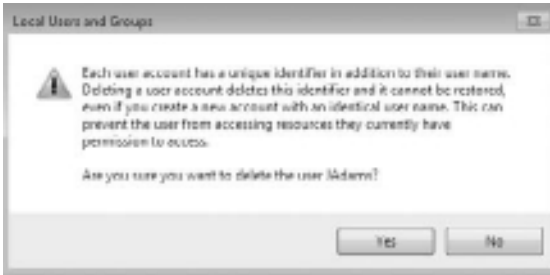 Local Users and Groups
Each user account has a unique identifier in addition to their user name.
Deleting a user account deletes this identifier and it cannot be restored,
even if you create a new account with an identical user name. This can
prevent the user from accessing resources they currently have
permission to access.
Are you sure you want to delete the user JAdams?
Yes
No